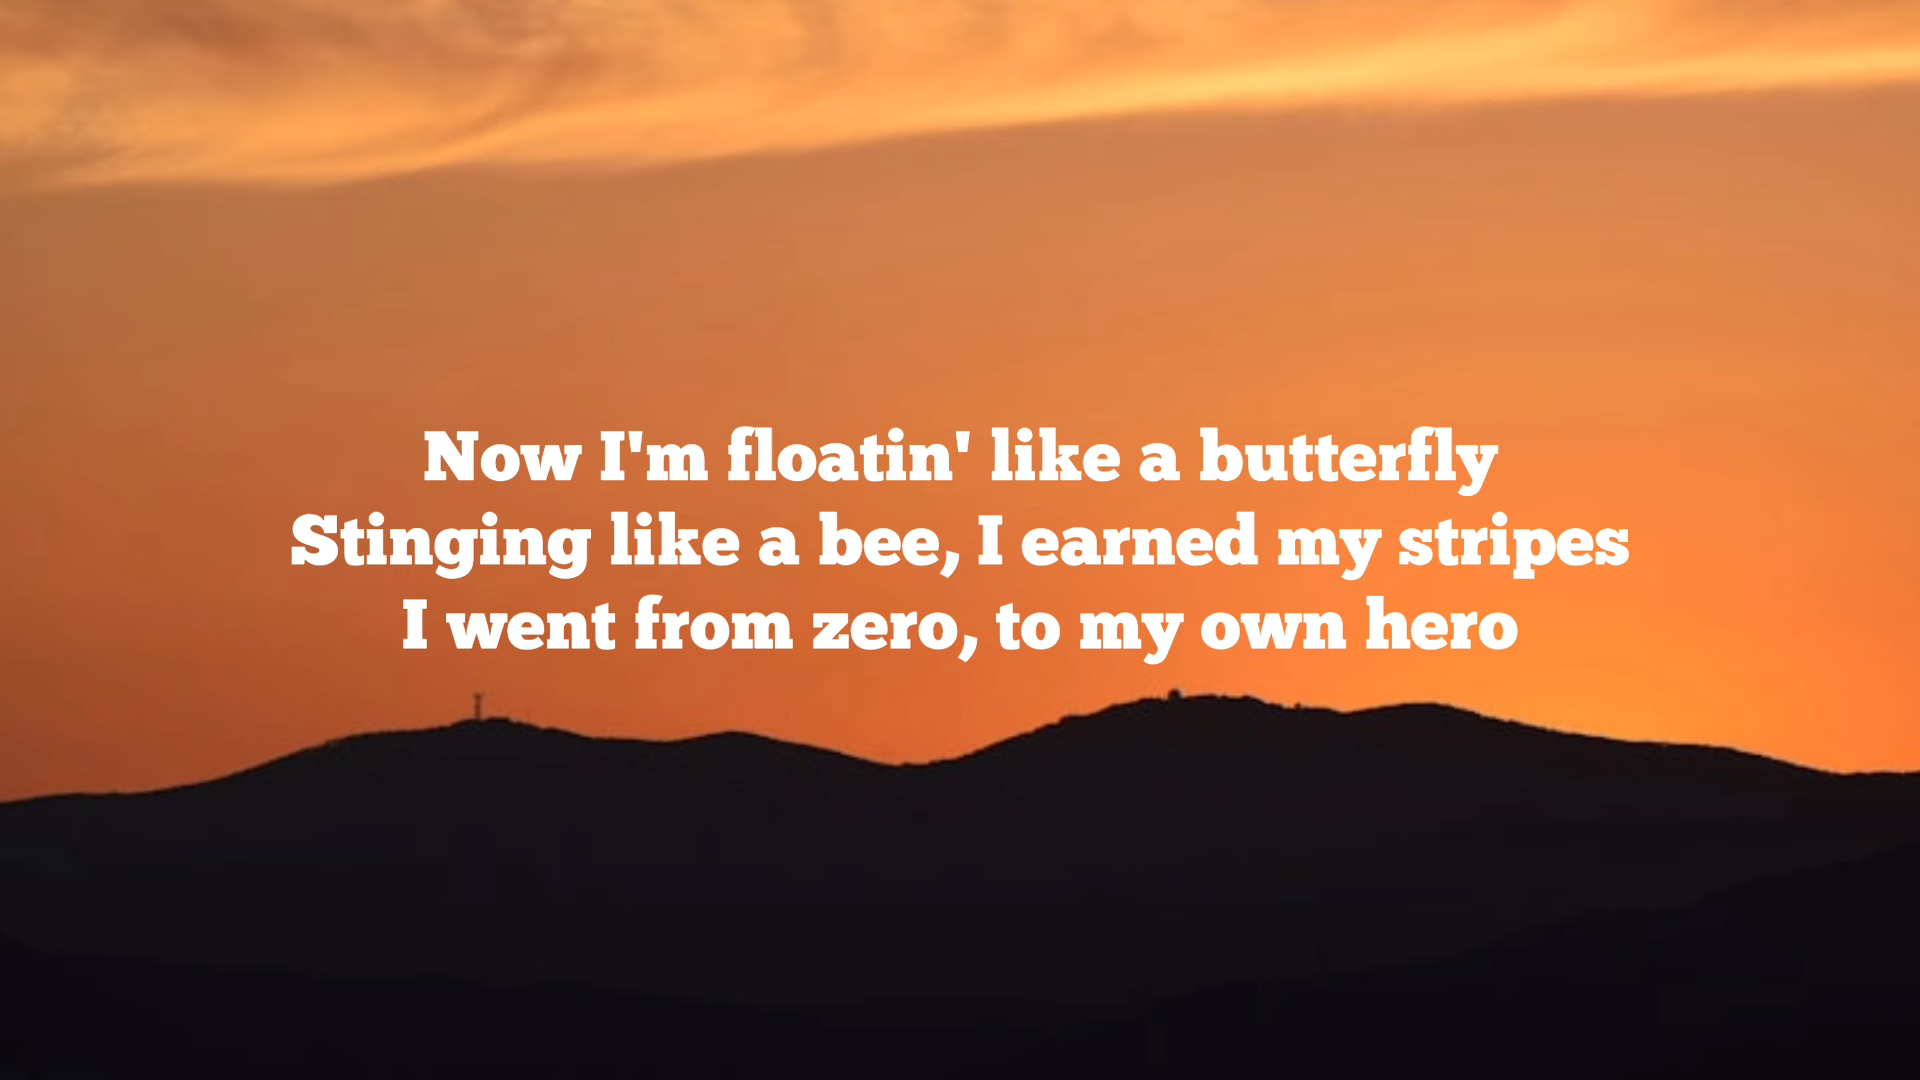 Now I'm floatin' like a butterfly
Stinging like a bee, I earned my stripes
I went from zero, to my own hero